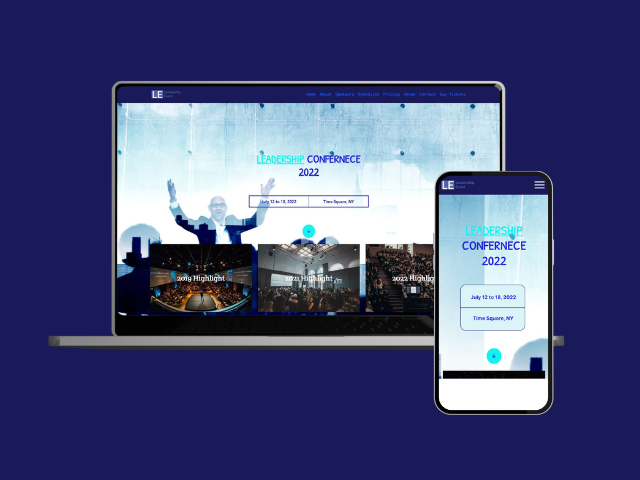 LE Leadership
Event
Home About Speakers Schedules Pricing Venue Contact Buy Tickets
LEADERSHIP CONFERNECE
2022
July 12 to 18, 2022 Time Square, NY
2019 Highlight 2021 Highlight 2022 Highlig
LE Leadership
Event
LEADERSHIP
CONFERNECE
2022
July 12 to 18, 2022
Time Square, NY